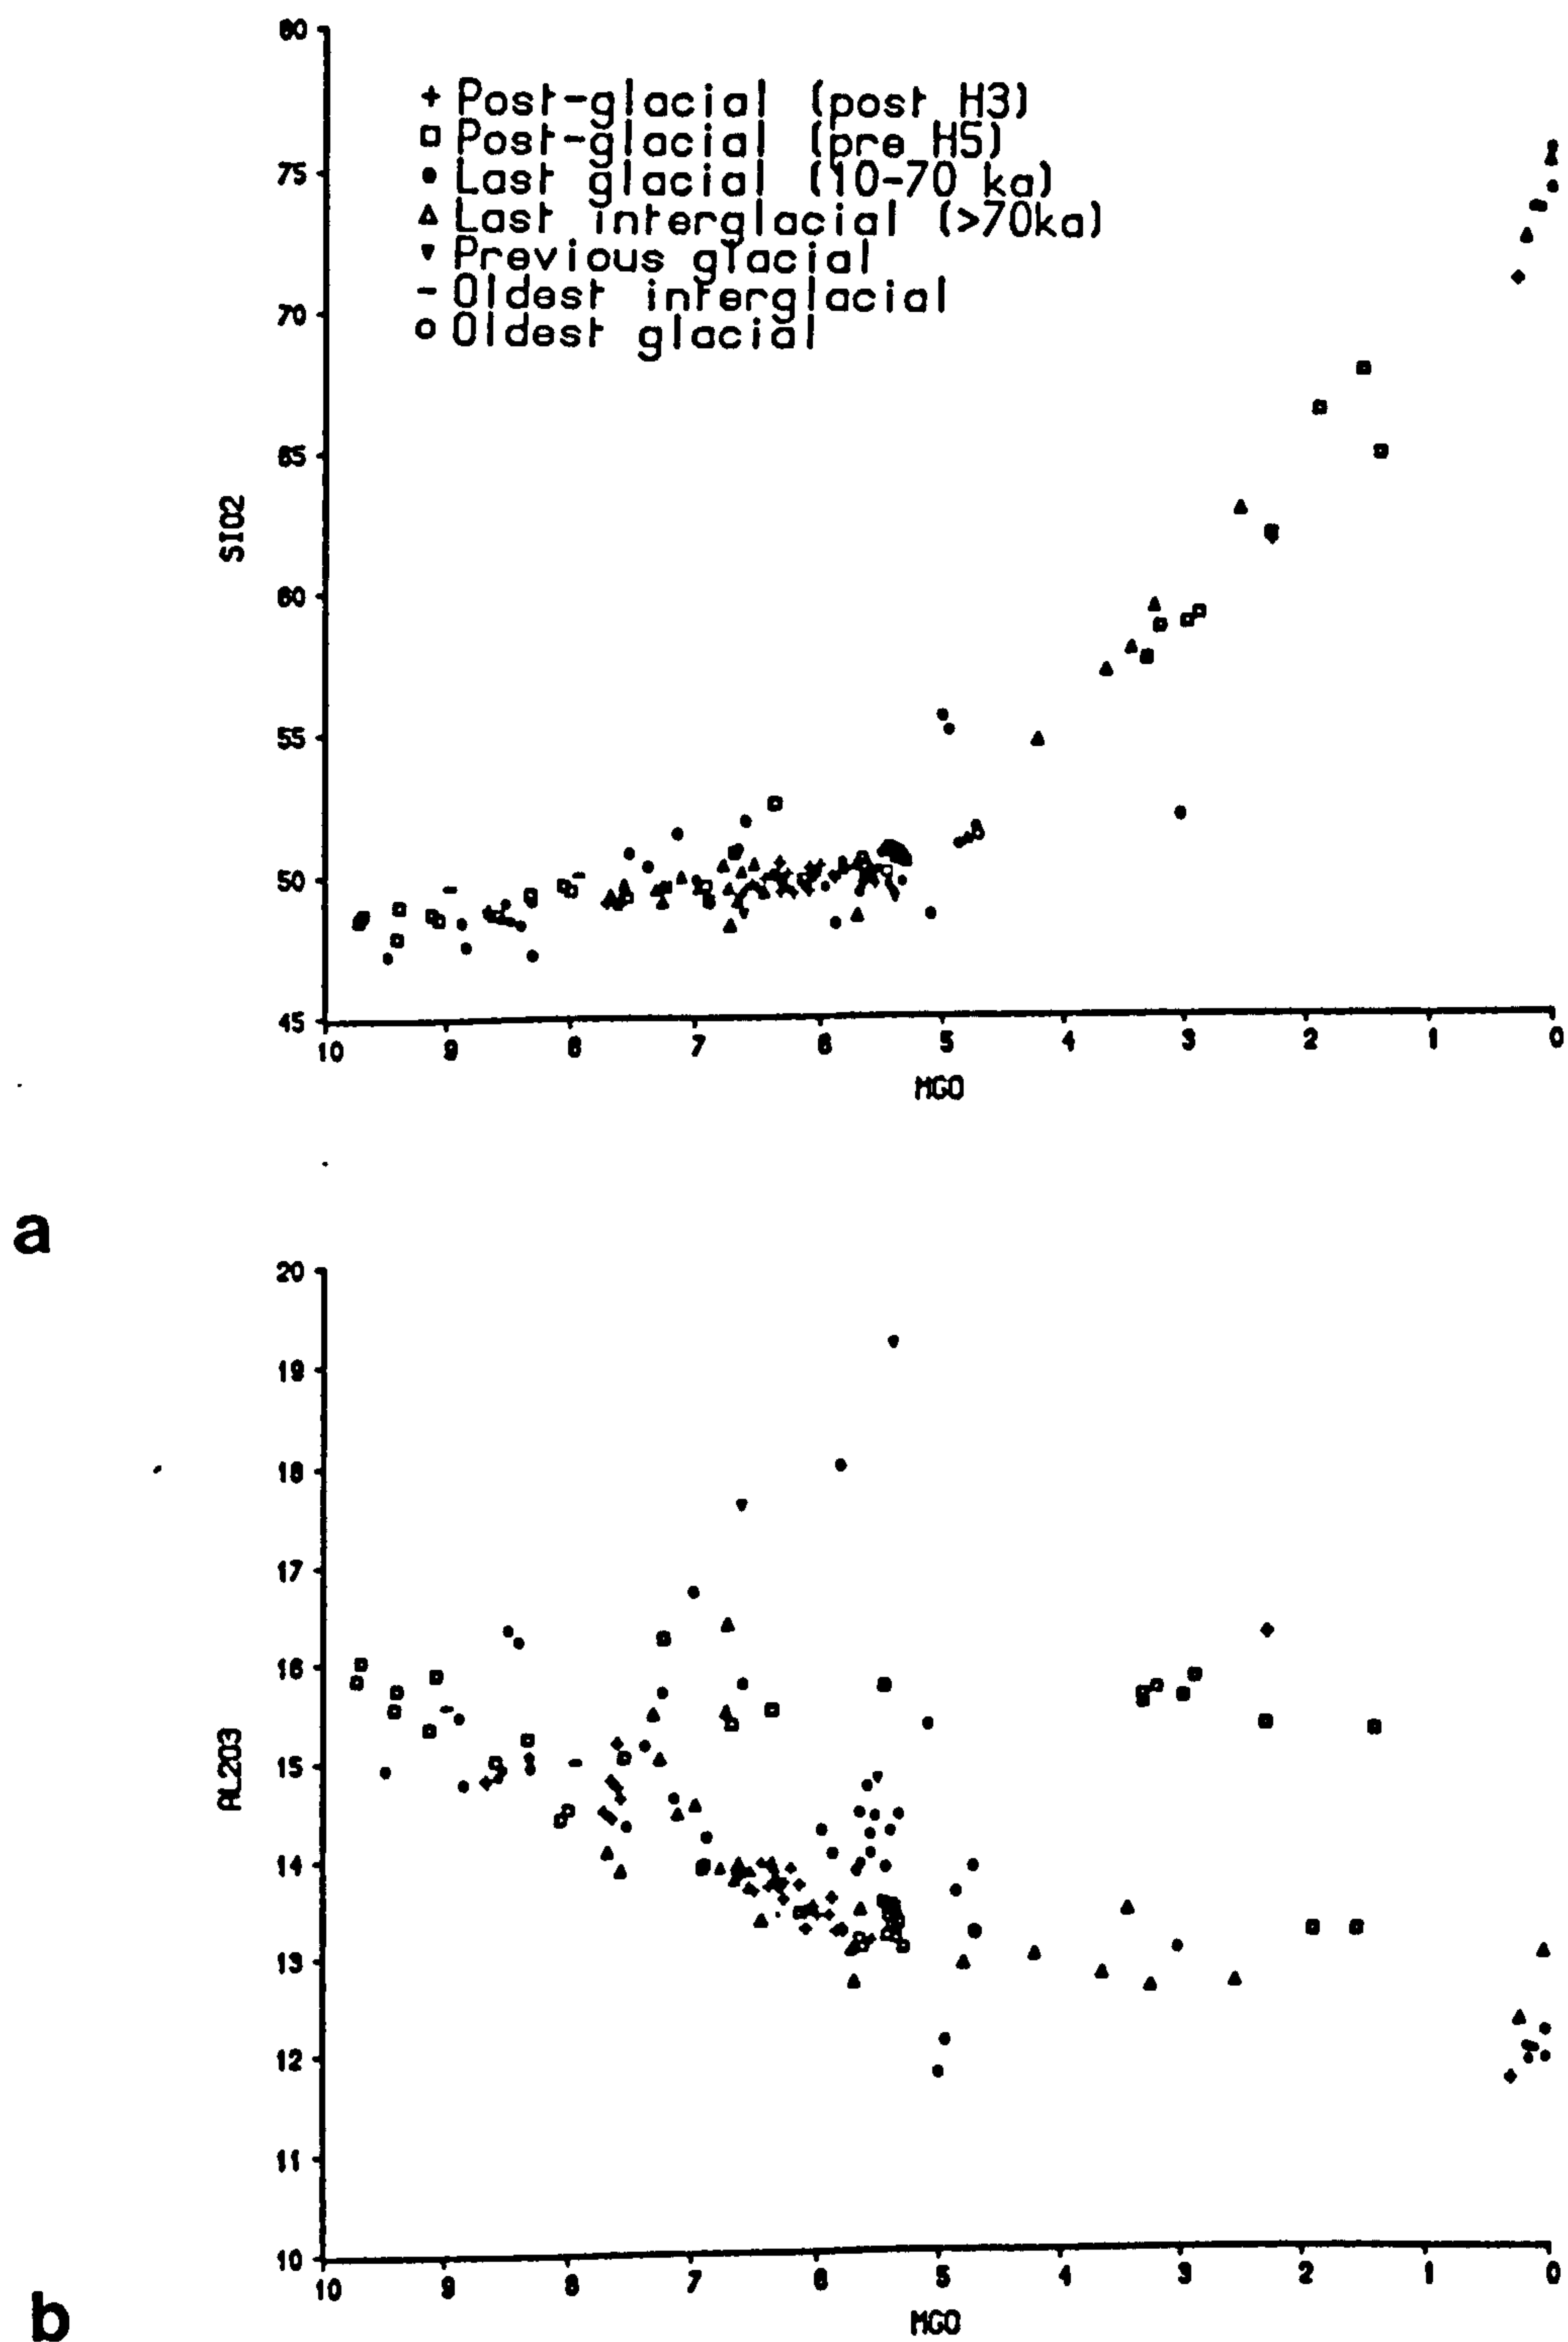 80
+ Post-glacial (post H3)
Post-glacial (pre H5)
75
Last glacial (10-70 ka)
Last interglacial (>70ka)
Previous glacial
- Oldest interglacial
70
Oldest glacial
65
SIO2
60
55
50
45
10 9 8 7 6 5 4 3 2 1 0
MGO
a
20
19
18
17
16
15
AL2O3
14
13
12
11
10
10 9 8 7 6 5 4 3 2 1 0
MGO
b